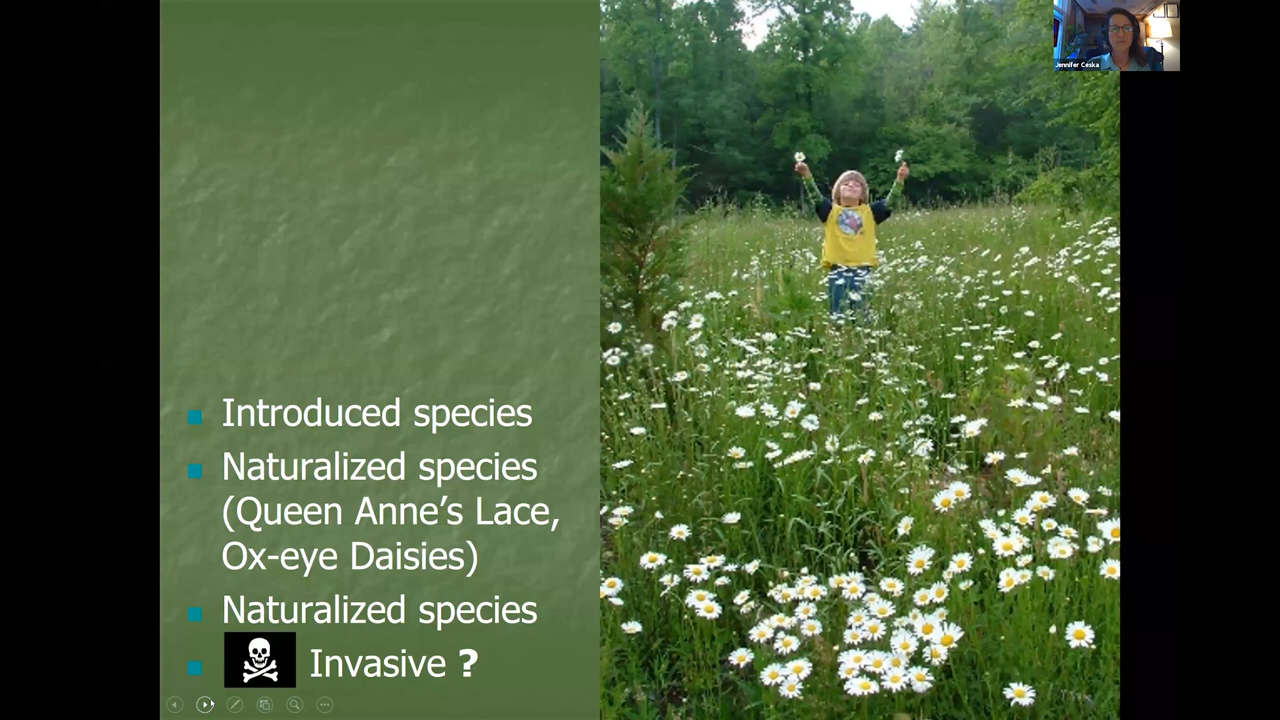 Jennifer Ceska
Introduced species
Naturalized species
(Queen Anne’s Lace,
Ox-eye Daisies)
Naturalized species
Invasive ?